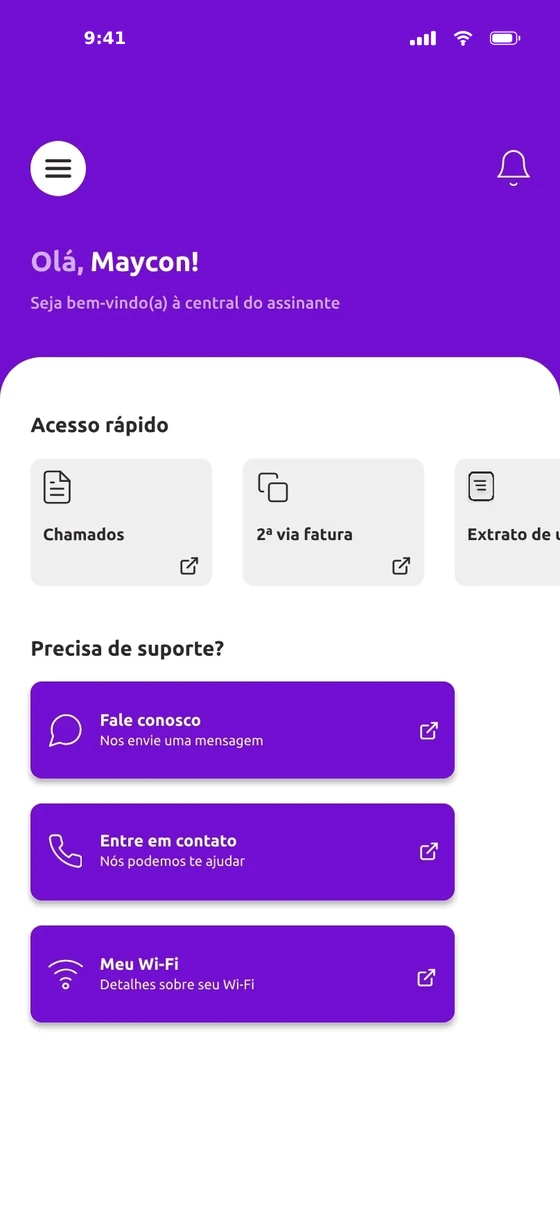 9:41
Olá, Maycon!
Seja bem-vindo(a) à central do assinante
Acesso rápido
Chamados
2ª via fatura
Extrato de u
Precisa de suporte?
Fale conosco
Nos envie uma mensagem
Entre em contato
Nós podemos te ajudar
Meu Wi-Fi
Detalhes sobre seu Wi-Fi